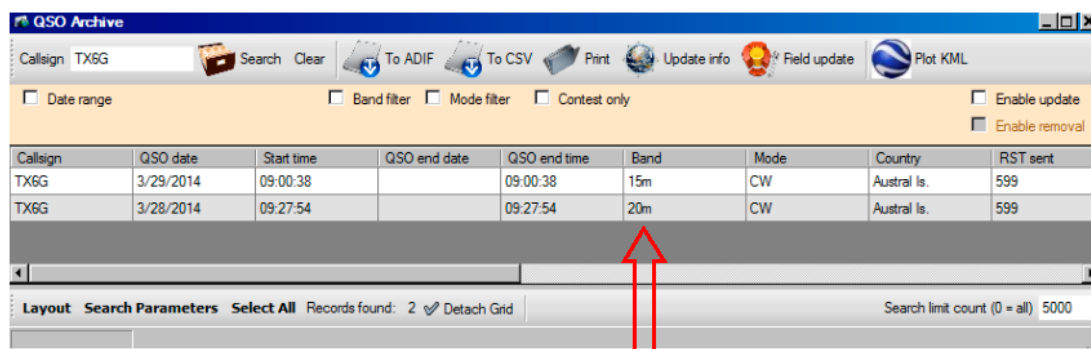 QSO Archive
Callsign TX6G Search Clear To ADIF To CSV Print Update info Field update Plot KML
Date range Band filter Mode filter Contest only Enable update
Enable removal
Callsign QSO date Start time QSO end date QSO end time Band Mode Country RST sent
TX6G 3/29/2014 09:00:38 09:00:38 15m CW Austral Is. 599
TX6G 3/28/2014 09:27:54 09:27:54 20m CW Austral Is. 599
Layout Search Parameters Select All Records found: 2 Detach Grid Search limit count (0 = all) 5000